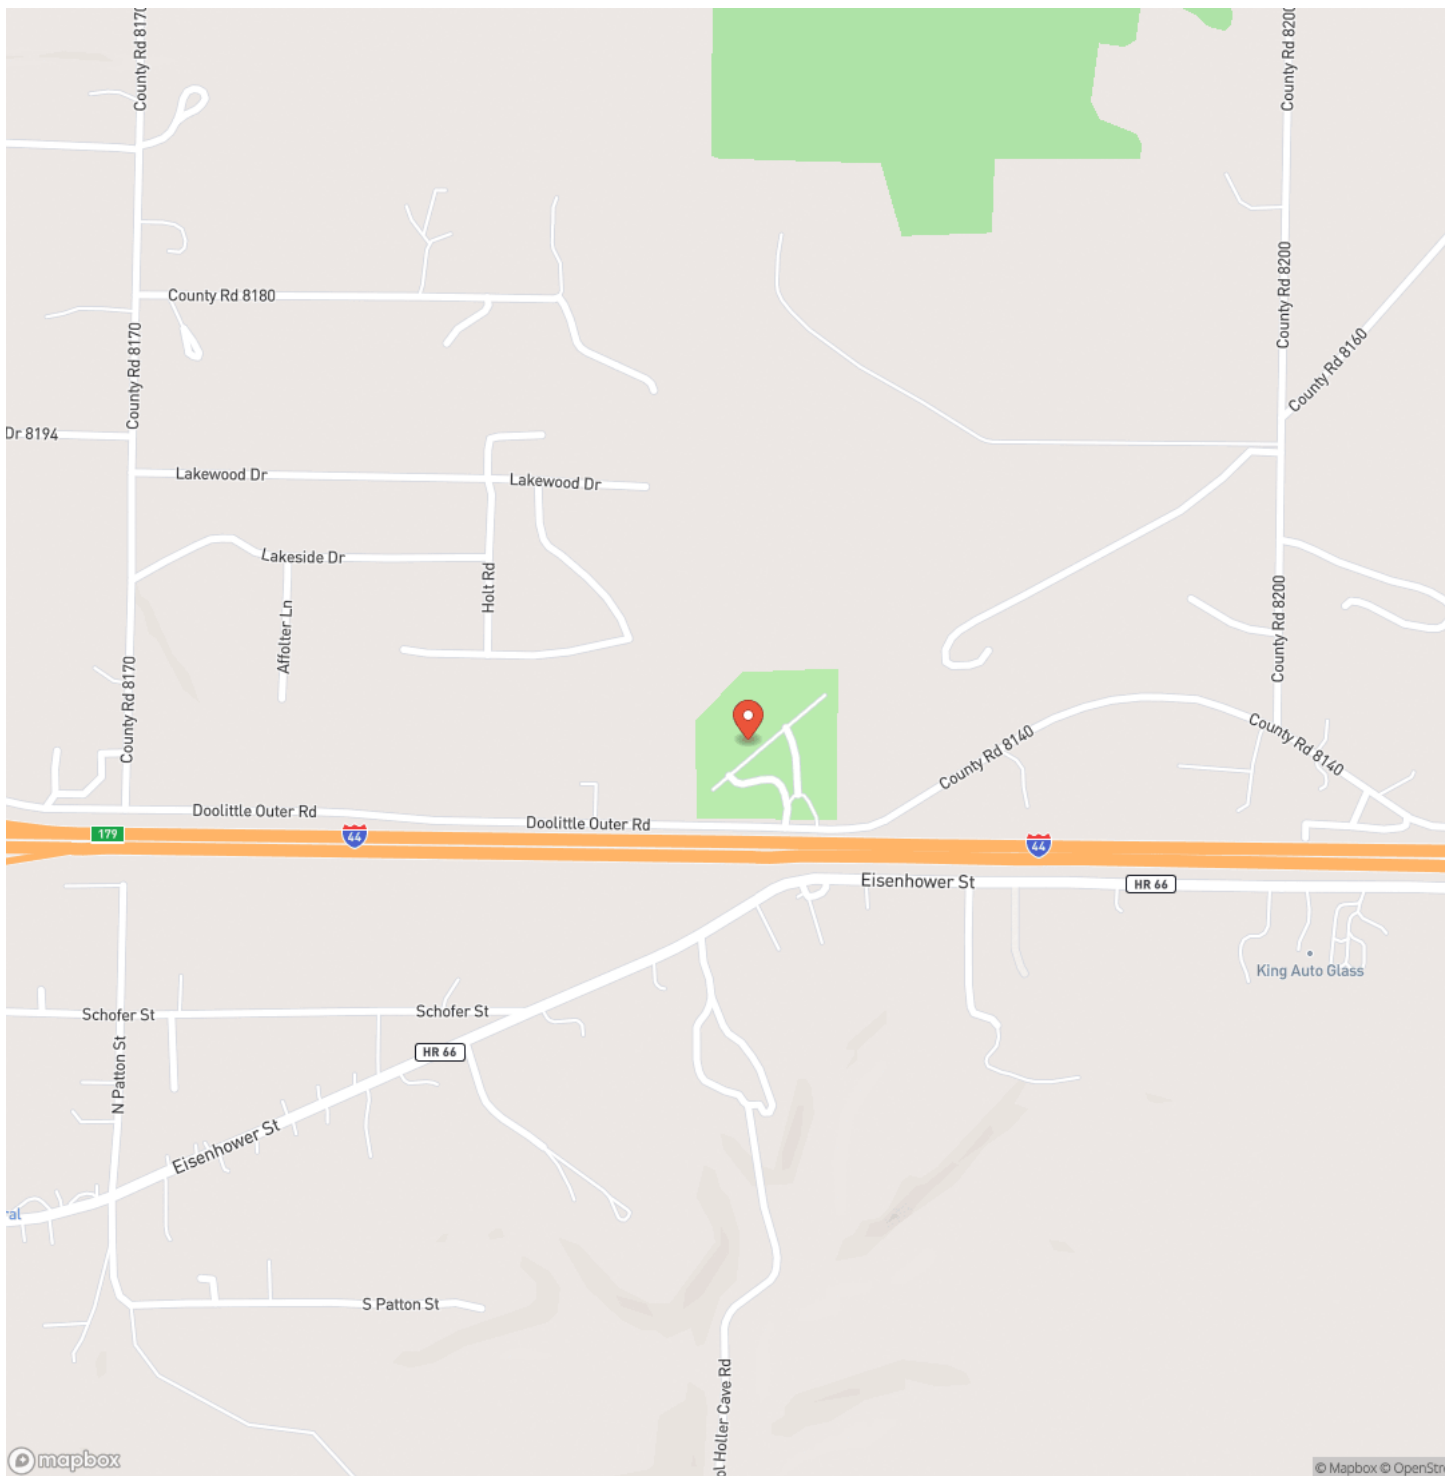 County Rd 8170
County Rd 8200
County Rd 8180
County Rd 8200
County Rd 8170
County Rd 8160
Dr 8194
Lakewood Dr
Lakewood Dr
Lakeside Dr
Holt Rd
Affolter Ln
County Rd 8200
County Rd 8170
County Rd 8140
County Rd 8140
Doolittle Outer Rd
Doolittle Outer Rd
179
44
44
Eisenhower St
HR 66
King Auto Glass
Schofer St
Schofer St
HR 66
N Patton St
Eisenhower St
ral
S Patton St
ol Holler Cave Rd
mapbox
© Mapbox © OpenStre